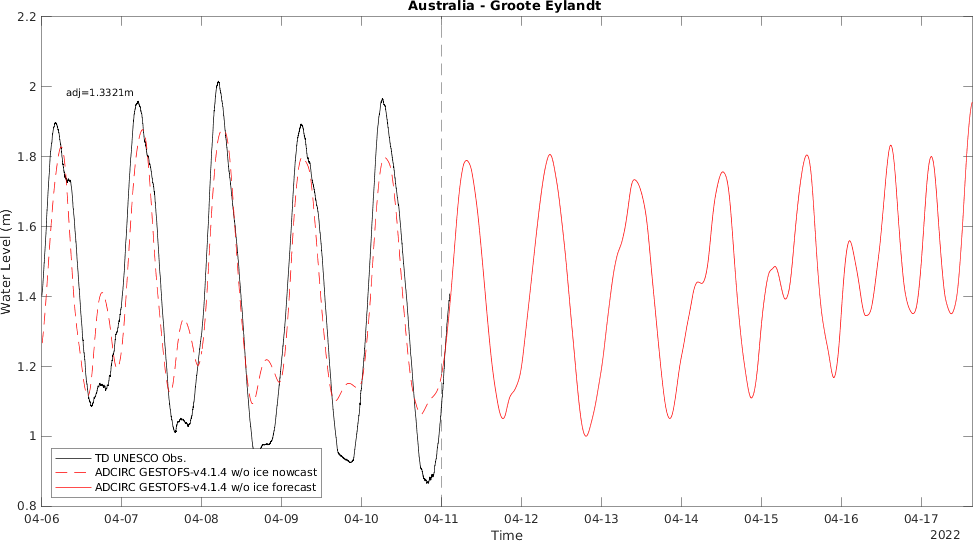 Australia - Groote Eylandt
2.2
2
1.8
1.6
1.4
1.2
1
0.8
Water Level (m)
adj=1.3321m
TD UNESCO Obs.
ADCIRC GESTOFS-v4.1.4 w/o ice nowcast
ADCIRC GESTOFS-v4.1.4 w/o ice forecast
04-06 04-07 04-08 04-09 04-10 04-11 04-12 04-13 04-14 04-15 04-16 04-17
Time
2022